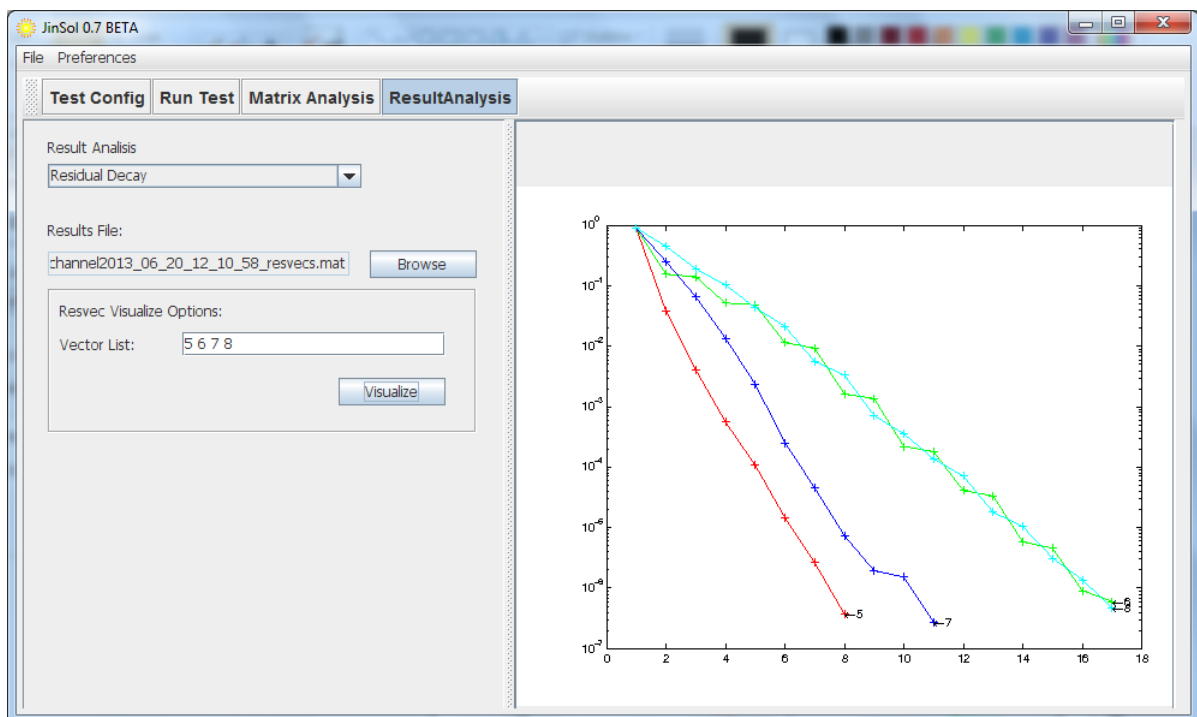 JinSol 0.7 BETA
File Preferences
Test Config Run Test Matrix Analysis ResultAnalysis
Result Analisis
Residual Decay
Results File:
channel2013_06_20_12_10_58_resvecs.mat Browse
Resvec Visualize Options:
Vector List: 5 6 7 8
Visualize
10^0
10^-1
10^-2
10^-3
10^-4
10^-5
10^-6
10^-7
5
7
6
8
0 2 4 6 8 10 12 14 16 18